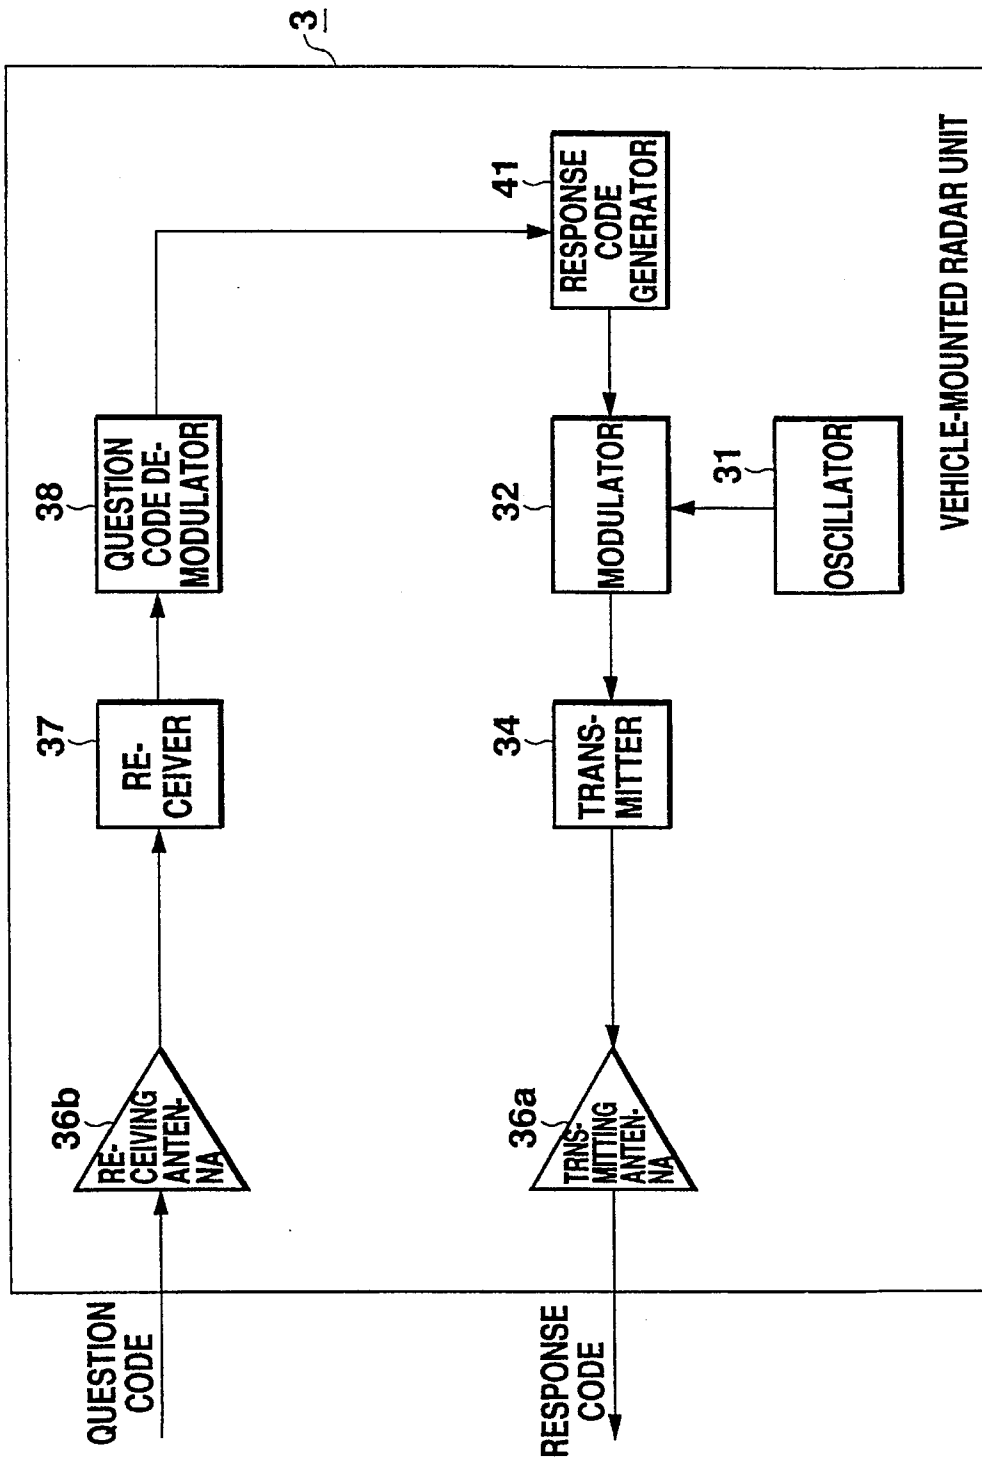 3
QUESTION
CODE
36b
RE-
CEIVING
ANTEN-
NA
37
RE-
CEIVER
38
QUESTION
CODE DE-
MODULATOR
41
RESPONSE
CODE
GENERATOR
32
MODULATOR
31
OSCILLATOR
34
TRANS-
MITTER
36a
TRNS-
MITTING
ANTEN-
NA
RESPONSE
CODE
VEHICLE-MOUNTED RADAR UNIT